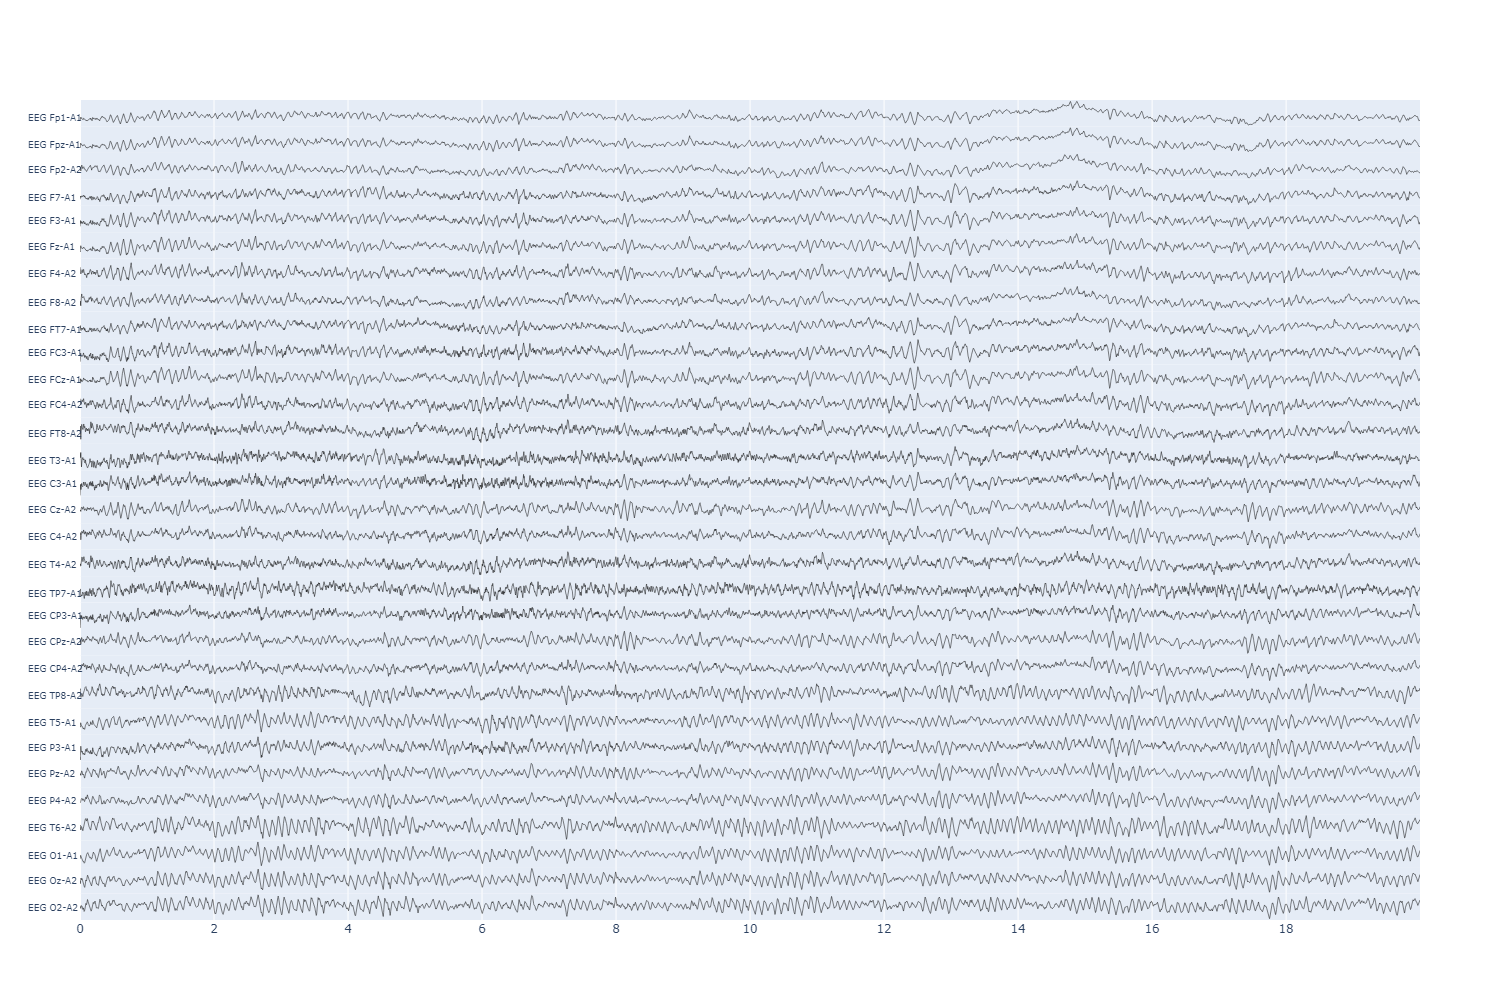 EEG Fp1-A1
EEG Fpz-A1
EEG Fp2-A2
EEG F7-A1
EEG F3-A1
EEG Fz-A1
EEG F4-A2
EEG F8-A2
EEG FT7-A1
EEG FC3-A1
EEG FCz-A1
EEG FC4-A2
EEG FT8-A2
EEG T3-A1
EEG C3-A1
EEG Cz-A2
EEG C4-A2
EEG T4-A2
EEG TP7-A1
EEG CP3-A1
EEG CPz-A2
EEG CP4-A2
EEG TP8-A2
EEG T5-A1
EEG P3-A1
EEG Pz-A2
EEG P4-A2
EEG T6-A2
EEG O1-A1
EEG Oz-A2
EEG O2-A2
0 2 4 6 8 10 12 14 16 18